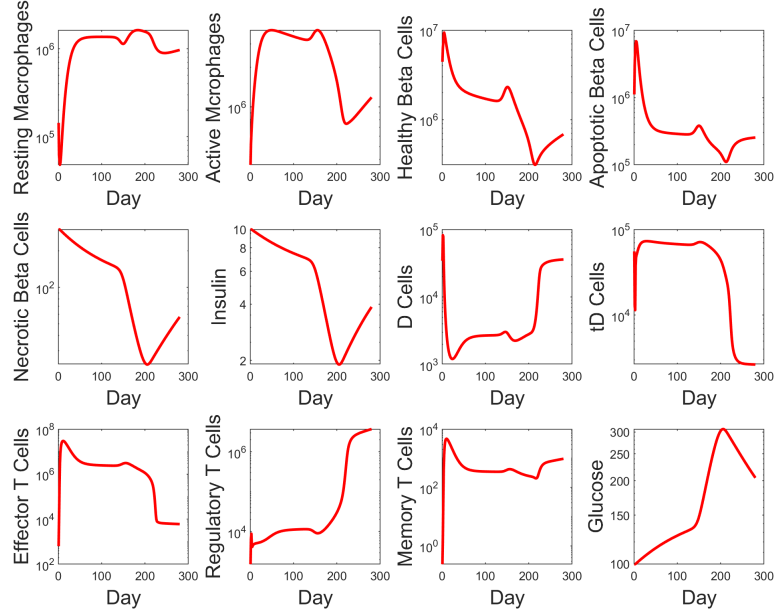 Resting Macrophages
10^6
10^5
0 100 200 300
Day
Active Mcrophages
10^6
0 100 200 300
Day
Healthy Beta Cells
10^7
10^6
0 100 200 300
Day
Apoptotic Beta Cells
10^7
10^6
10^5
0 100 200 300
Day
Necrotic Beta Cells
10^2
0 100 200 300
Day
Insulin
10
8
6
4
2
0 100 200 300
Day
D Cells
10^5
10^4
10^3
0 100 200 300
Day
tD Cells
10^5
10^4
0 100 200 300
Day
Effector T Cells
10^8
10^6
10^4
10^2
0 100 200 300
Day
Regulatory T Cells
10^6
10^4
0 100 200 300
Day
Memory T Cells
10^4
10^2
10^0
0 100 200 300
Day
Glucose
300
250
200
150
100
0 100 200 300
Day